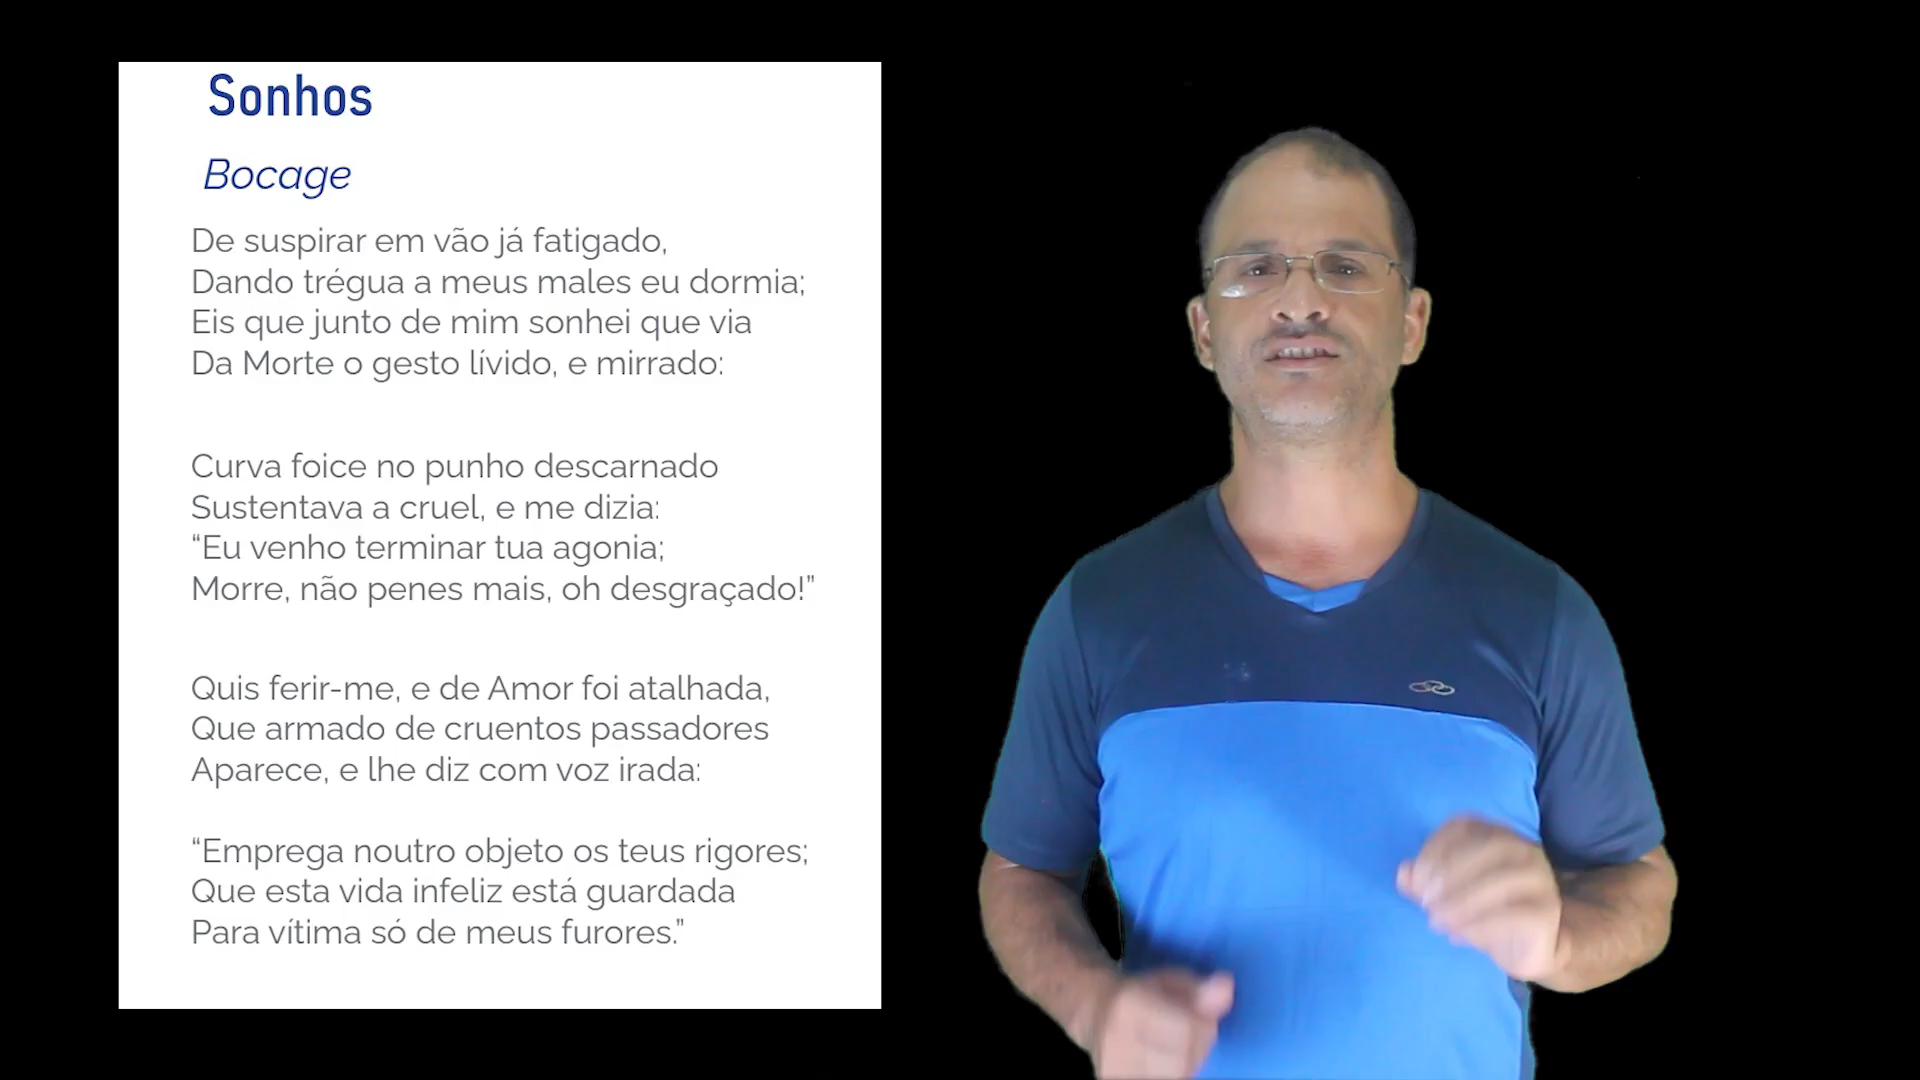 Sonhos
Bocage
De suspirar em vão já fatigado,
Dando trégua a meus males eu dormia;
Eis que junto de mim sonhei que via
Da Morte o gesto lívido, e mirrado:
Curva foice no punho descarnado
Sustentava a cruel, e me dizia:
“Eu venho terminar tua agonia;
Morre, não penes mais, oh desgraçado!”
Quis ferir-me, e de Amor foi atalhada,
Que armado de cruentos passadores
Aparece, e lhe diz com voz irada:
“Emprega noutro objeto os teus rigores;
Que esta vida infeliz está guardada
Para vítima só de meus furores.”